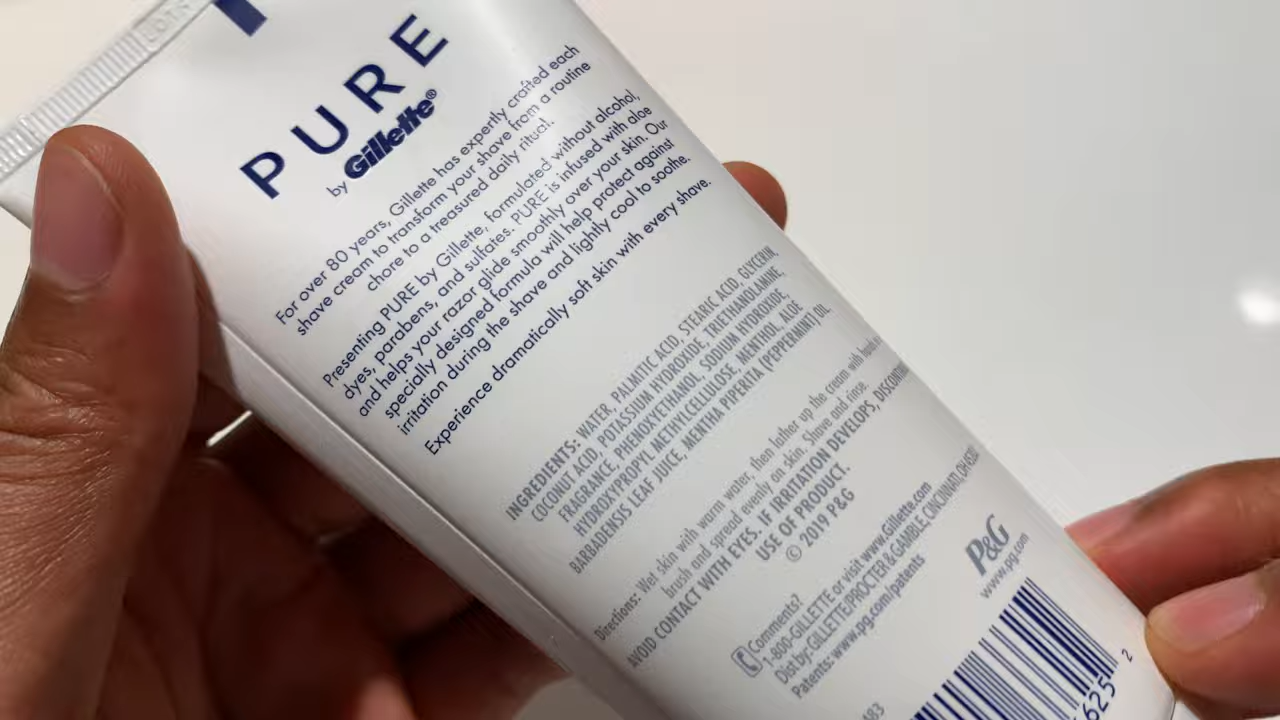 PURE
by Gillette®
For over 80 years, Gillette has expertly crafted each
shave cream to transform your shave from a routine
chore to a treasured daily ritual.
Presenting PURE by Gillette, formulated without alcohol,
dyes, parabens, and sulfates. PURE is infused with aloe
and helps your razor glide smoothly over your skin. Our
specially designed formula will help protect against
irritation during the shave and lightly cool to soothe.
Experience dramatically soft skin with every shave.
INGREDIENTS: WATER, PALMITIC ACID, STEARIC ACID, GLYCERIN,
COCONUT ACID, POTASSIUM HYDROXIDE, TRIETHANOLAMINE,
FRAGRANCE, PHENOXYETHANOL, SODIUM HYDROXIDE,
HYDROXYPROPYL METHYLCELLULOSE, MENTHOL, ALOE
BARBADENSIS LEAF JUICE, MENTHA PIPERITA (PEPPERMINT) OIL
Directions: Wet skin with warm water, then lather up the cream with
brush and spread evenly on skin. Shave and rinse.
AVOID CONTACT WITH EYES. IF IRRITATION DEVELOPS,
USE OF PRODUCT.
© 2019 P&G
Comments?
1-800-GILLETTE or visit www.Gillette.com
Dist.by: GILLETTE/PROCTER & GAMBLE, CINCINNATI, OH
Patents: www.pg.com/patents
P&G
www.pg.com
625 2